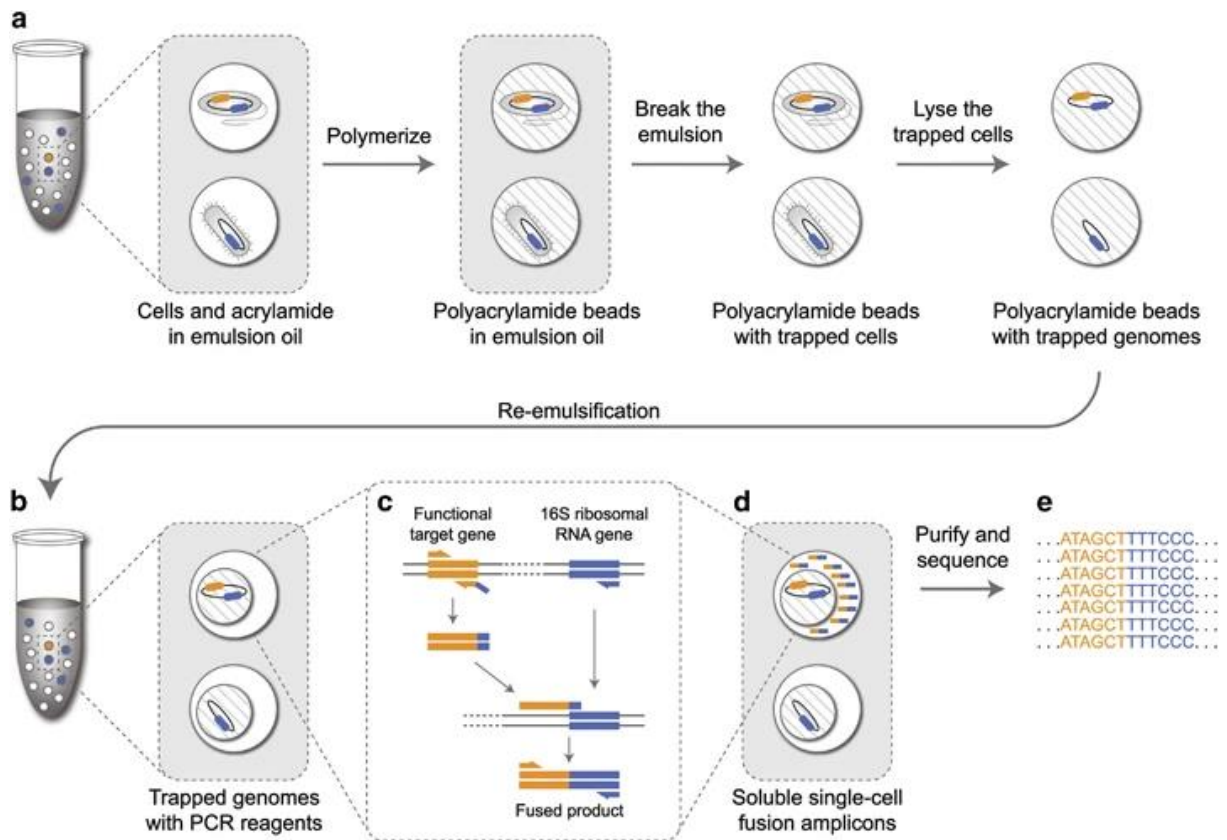 a
Polymerize
Break the
emulsion
Lyse the
trapped cells
Cells and acrylamide
in emulsion oil
Polyacrylamide beads
in emulsion oil
Polyacrylamide beads
with trapped cells
Polyacrylamide beads
with trapped genomes
Re-emulsification
b
Trapped genomes
with PCR reagents
c
Functional
target gene
16S ribosomal
RNA gene
Fused product
d
Soluble single-cell
fusion amplicons
Purify and
sequence
e
...ATAGCTTTTCCC...
...ATAGCTTTTCCC...
...ATAGCTTTTCCC...
...ATAGCTTTTCCC...
...ATAGCTTTTCCC...
...ATAGCTTTTCCC...
...ATAGCTTTTCCC...